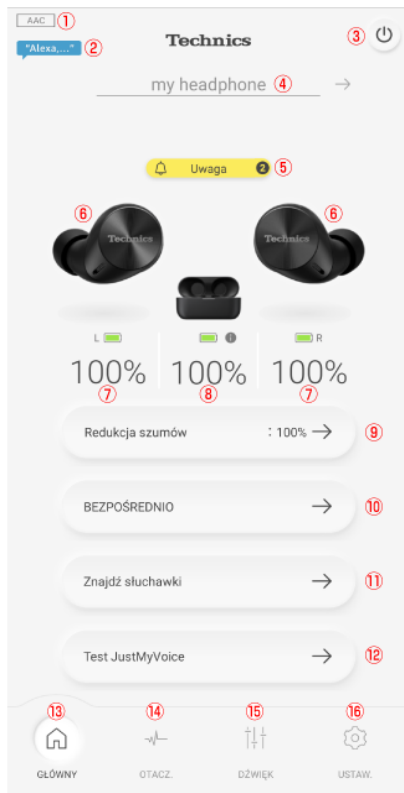 AAC ①
"Alexa,..." ②
Technics
③
my headphone ④
Uwaga 2 ⑤
⑥ ⑥
Technics Technics
L R
100% 100% 100%
⑦ ⑧ ⑦
Redukcja szumów : 100% ⑨
BEZPOŚREDNIO ⑩
Znajdź słuchawki ⑪
Test JustMyVoice ⑫
⑬ ⑭ ⑮ ⑯
GŁÓWNY OTACZ. DŹWIĘK USTAW.